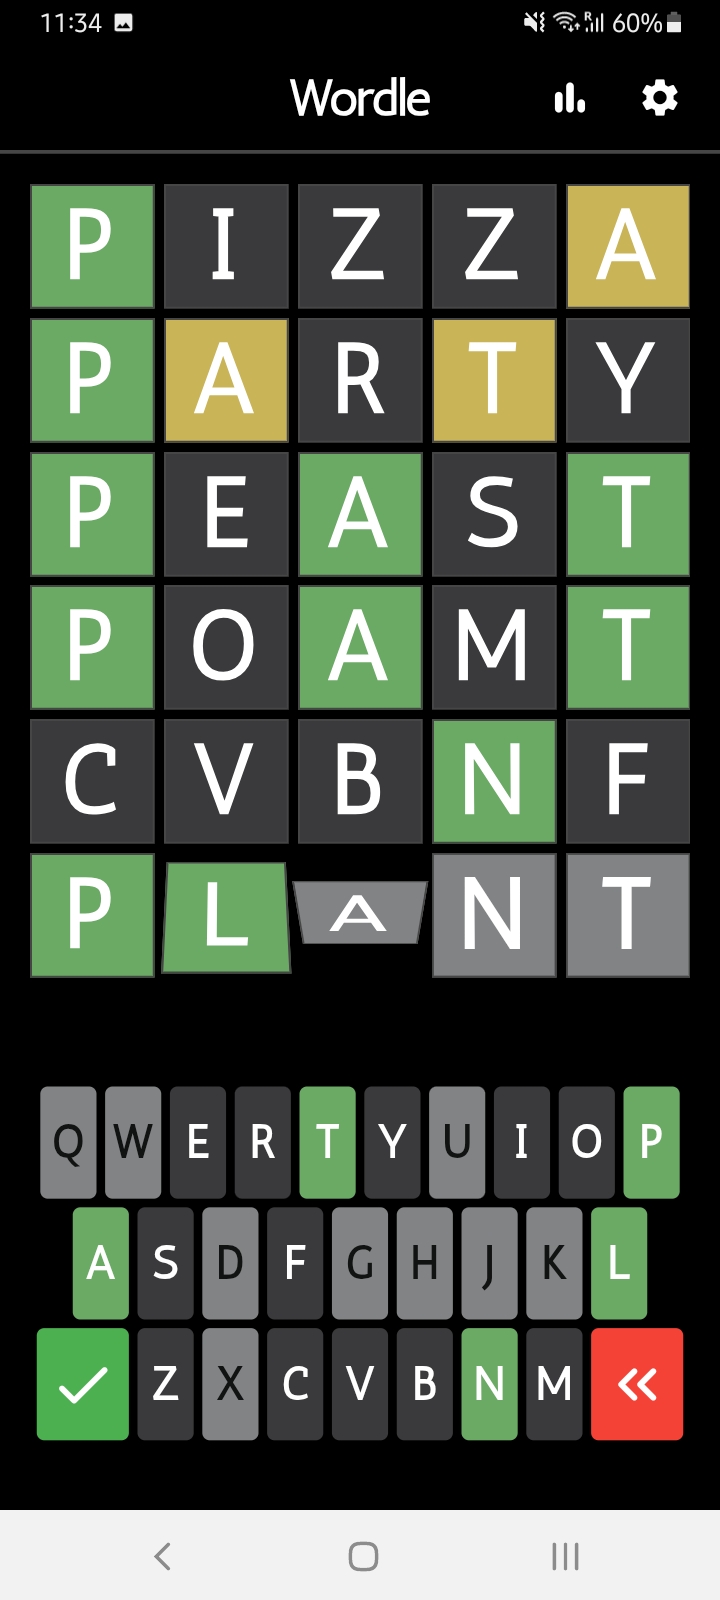 11:34 R 60%
Wordle
P I Z Z A
P A R T Y
P E A S T
P O A M T
C V B N F
P L A N T
Q W E R T Y U I O P
A S D F G H J K L
Z X C V B N M